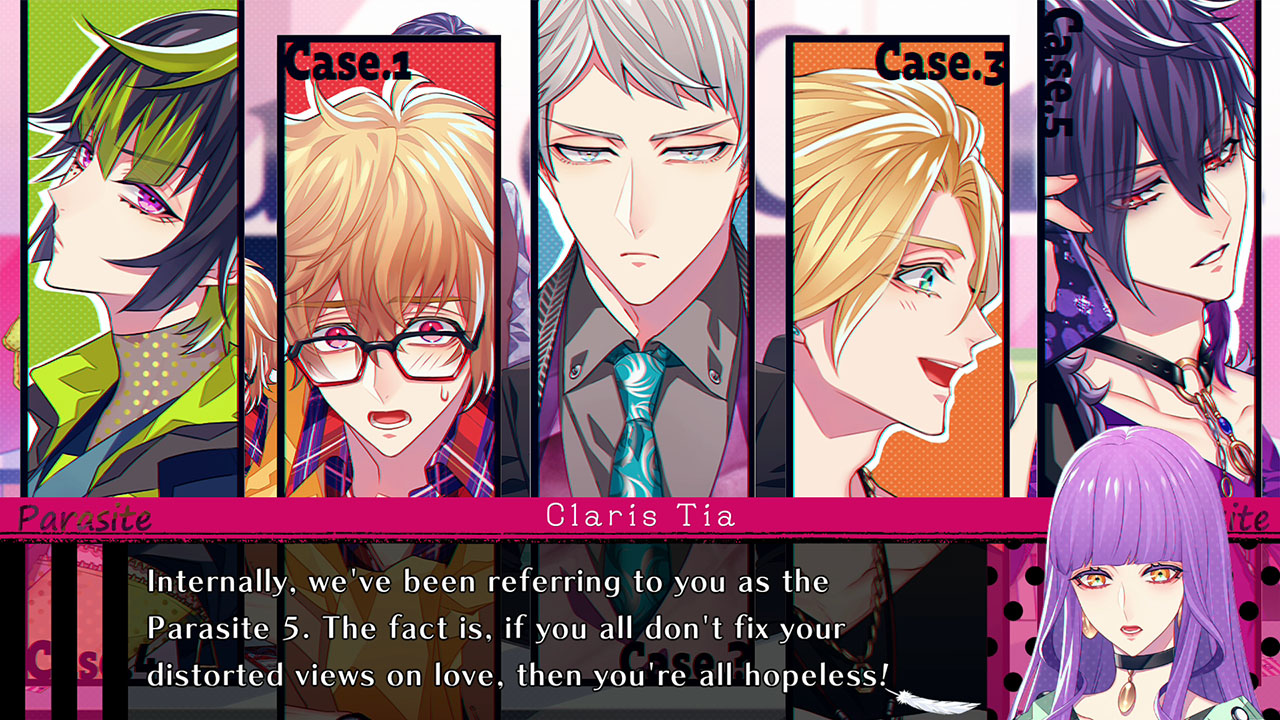 Case.1
Case.3
Case.5
Parasite
Claris Tia
Internally, we've been referring to you as the
Parasite 5. The fact is, if you all don't fix your
distorted views on love, then you're all hopeless!